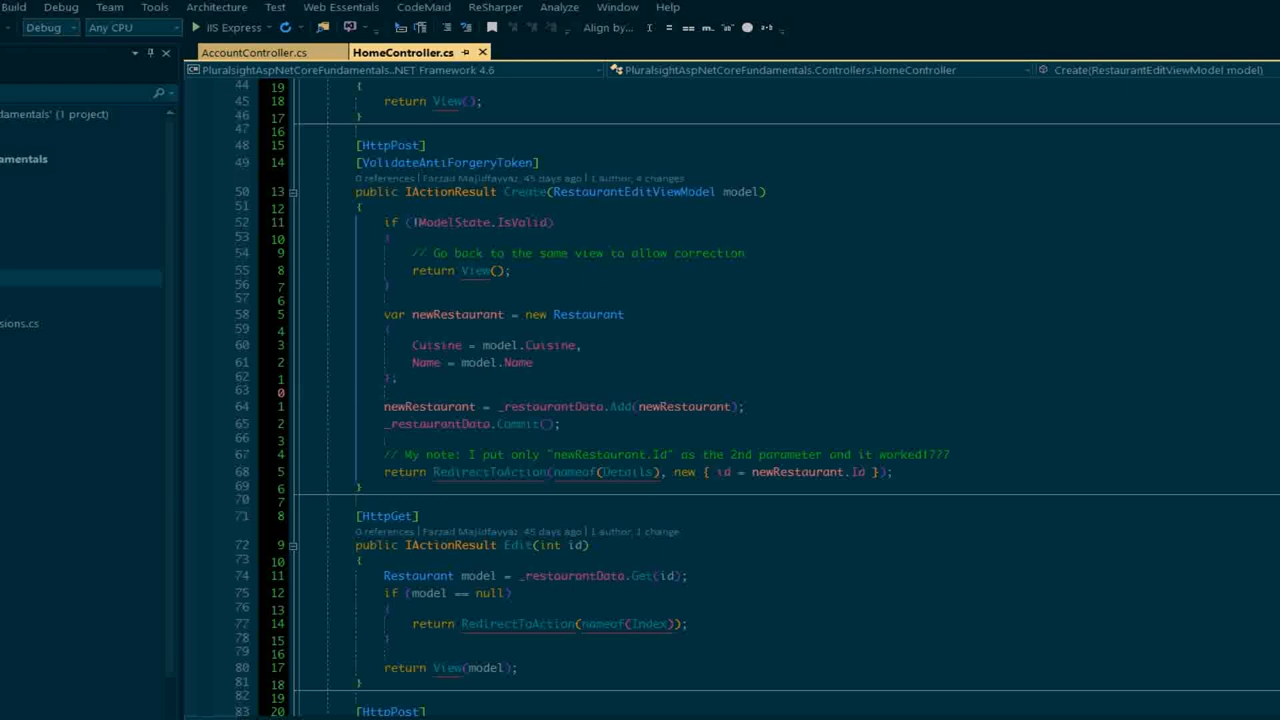 Build Debug Team Tools Architecture Test Web Essentials CodeMaid ReSharper Analyze Window Help
Debug Any CPU IIS Express Align by...
AccountController.cs HomeController.cs
PluralsightAspNetCoreFundamentals..NET Framework 4.6 PluralsightAspNetCoreFundamentals.Controllers.HomeController Create(RestaurantEditViewModel model)
44 19 {
45 18 return View();
46 17 }
47 16
48 15 [HttpPost]
49 14 [ValidateAntiForgeryToken]
0 references | Farzad Majidfayyaz, 45 days ago | 1 author, 4 changes
50 13 public IActionResult Create(RestaurantEditViewModel model)
51 12 {
52 11 if (!ModelState.IsValid)
53 10 {
54 9 // Go back to the same view to allow correction
55 8 return View();
56 7 }
57 6
58 5 var newRestaurant = new Restaurant
59 4 {
60 3 Cuisine = model.Cuisine,
61 2 Name = model.Name
62 1 };
63 0
64 1 newRestaurant = _restaurantData.Add(newRestaurant);
65 2 _restaurantData.Commit();
66 3
67 4 // My note: I put only "newRestaurant.Id" as the 2nd parameter and it worked!???
68 5 return RedirectToAction(nameof(Details), new { id = newRestaurant.Id });
69 6 }
70 7
71 8 [HttpGet]
0 references | Farzad Majidfayyaz, 45 days ago | 1 author, 1 change
72 9 public IActionResult Edit(int id)
73 10 {
74 11 Restaurant model = _restaurantData.Get(id);
75 12 if (model == null)
76 13 {
77 14 return RedirectToAction(nameof(Index));
78 15 }
79 16
80 17 return View(model);
81 18 }
82 19
83 20 [HttpPost]
damentals' (1 project)
amentals
sions.cs